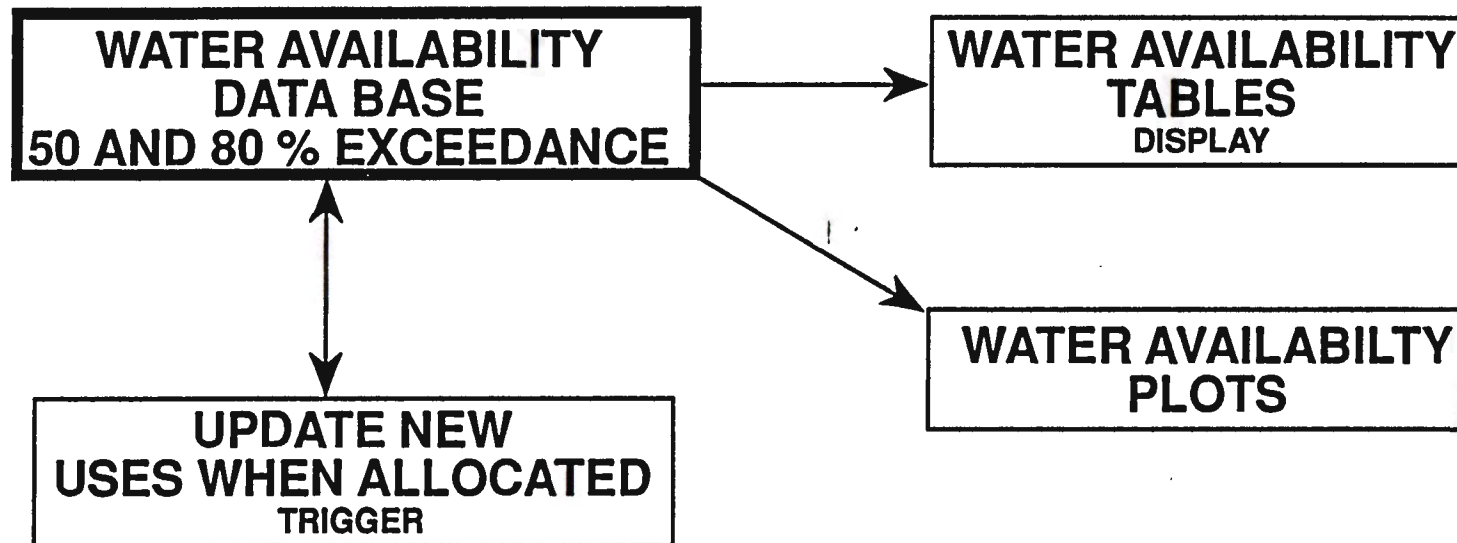 WATER AVAILABILITY
DATA BASE
50 AND 80 % EXCEEDANCE
WATER AVAILABILITY
TABLES
DISPLAY
WATER AVAILABILTY
PLOTS
UPDATE NEW
USES WHEN ALLOCATED
TRIGGER